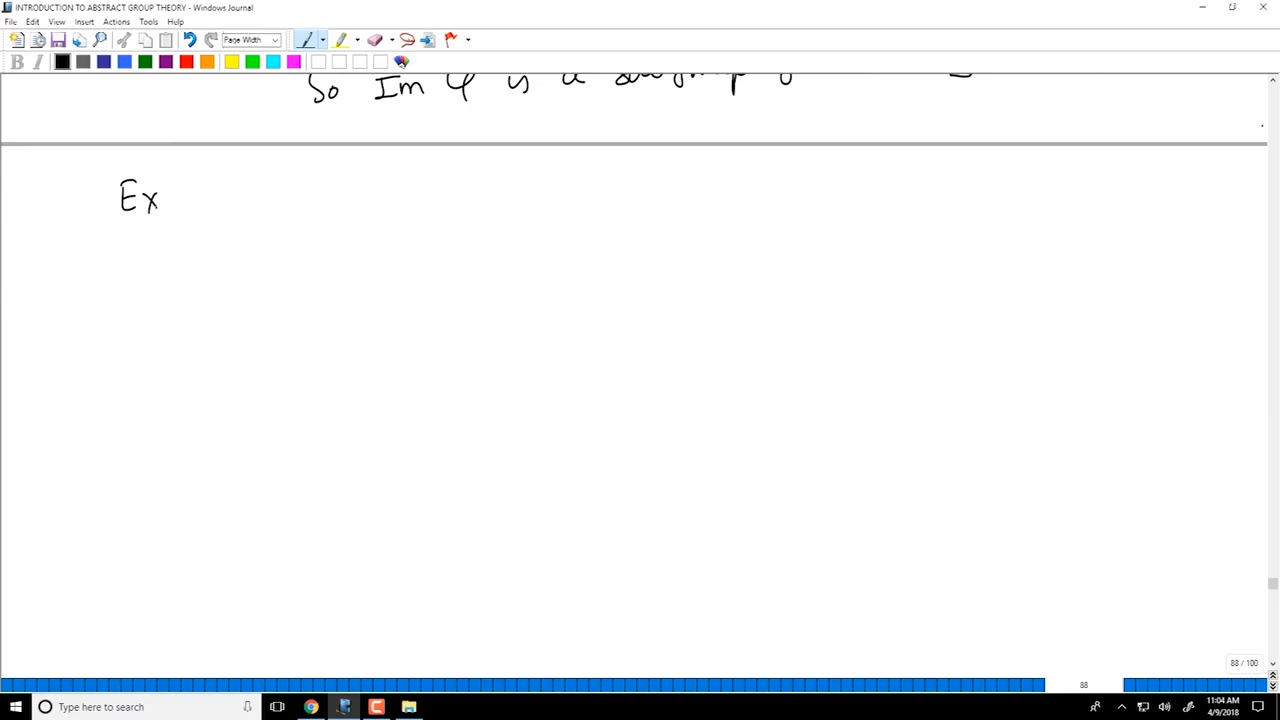 INTRODUCTION TO ABSTRACT GROUP THEORY - Windows Journal
File Edit View Insert Actions Tools Help
Page Width
B I
So Im φ is a subgroup
Ex
88 / 100
88
Type here to search
11:04 AM
4/9/2018